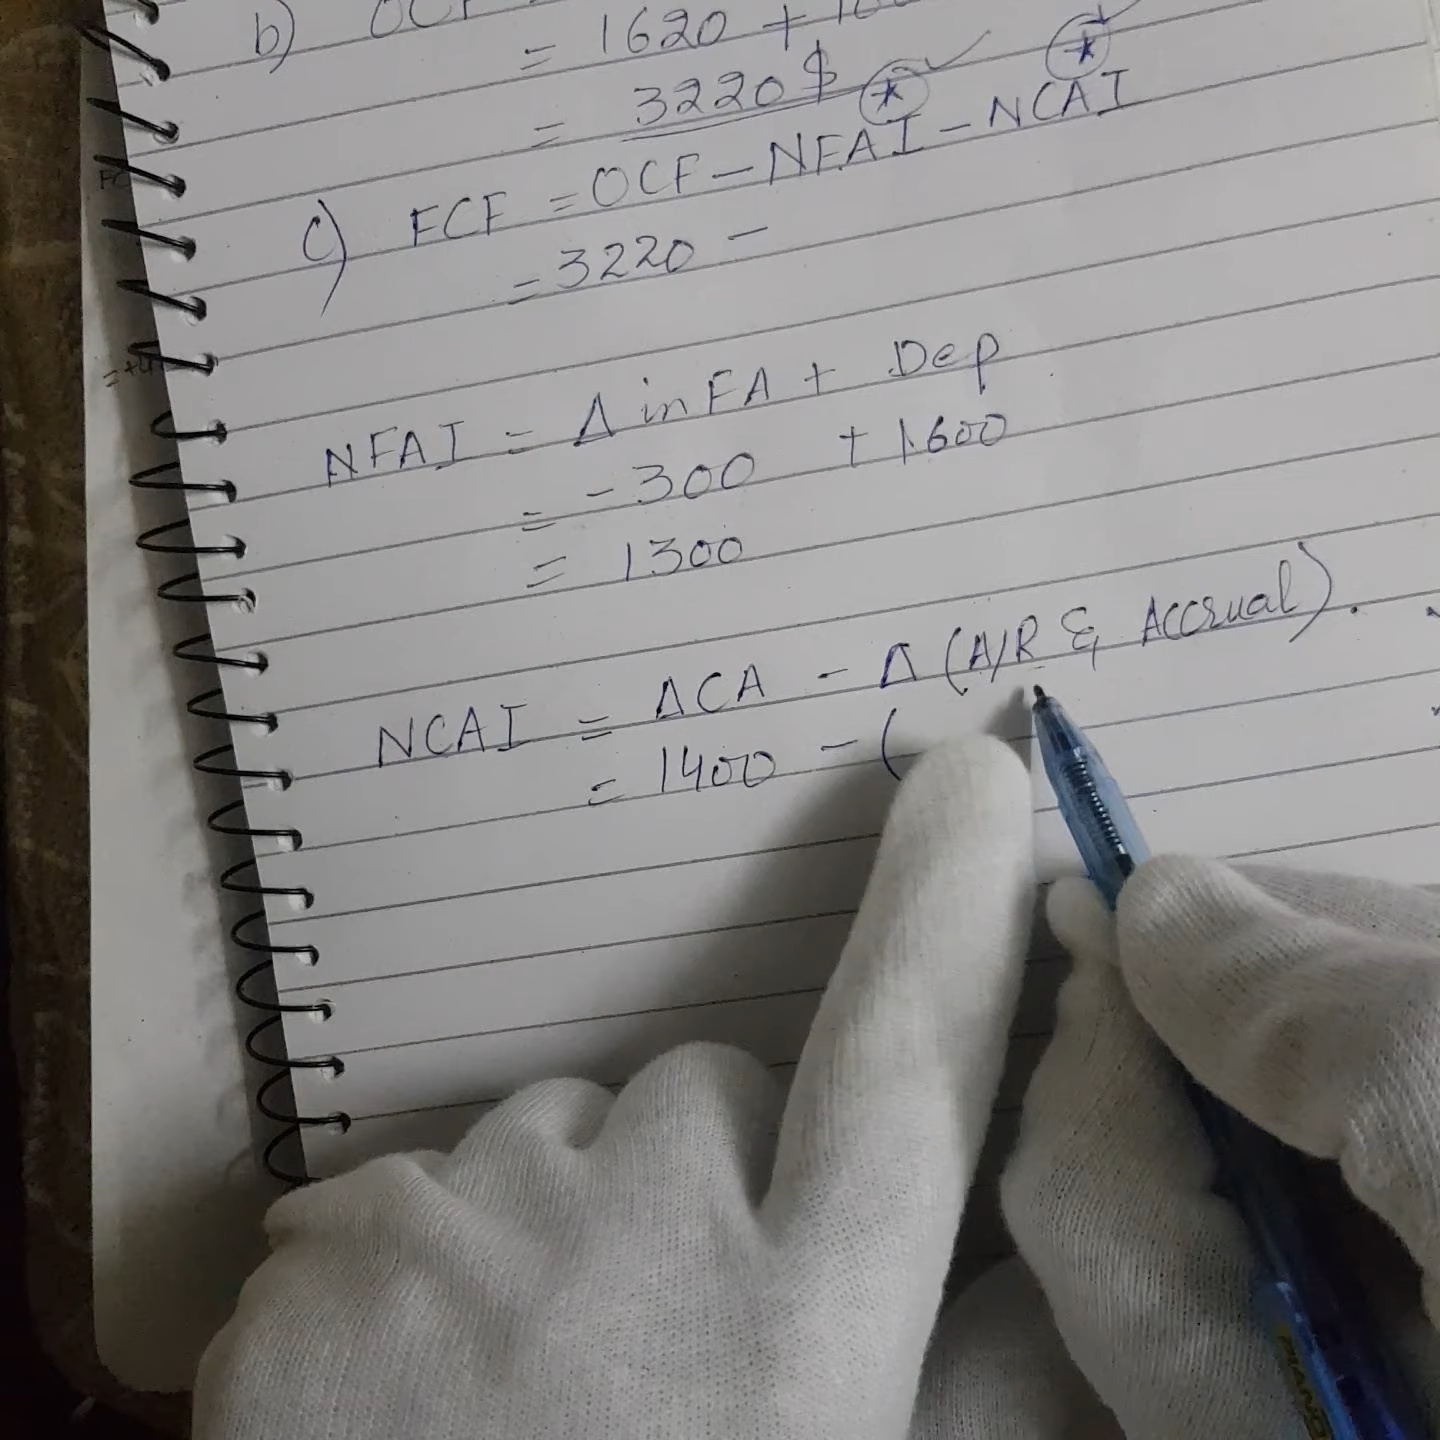 b) OCF
= 1620 +
= 3220 $
c) FCF = OCF - NFAI - NCAI
= 3220 -
NFAI = Δ in FA + Dep
= - 300 + 1600
= 1300
NCAI = ΔCA - Δ (A/R & Accrual).
= 1400 - (